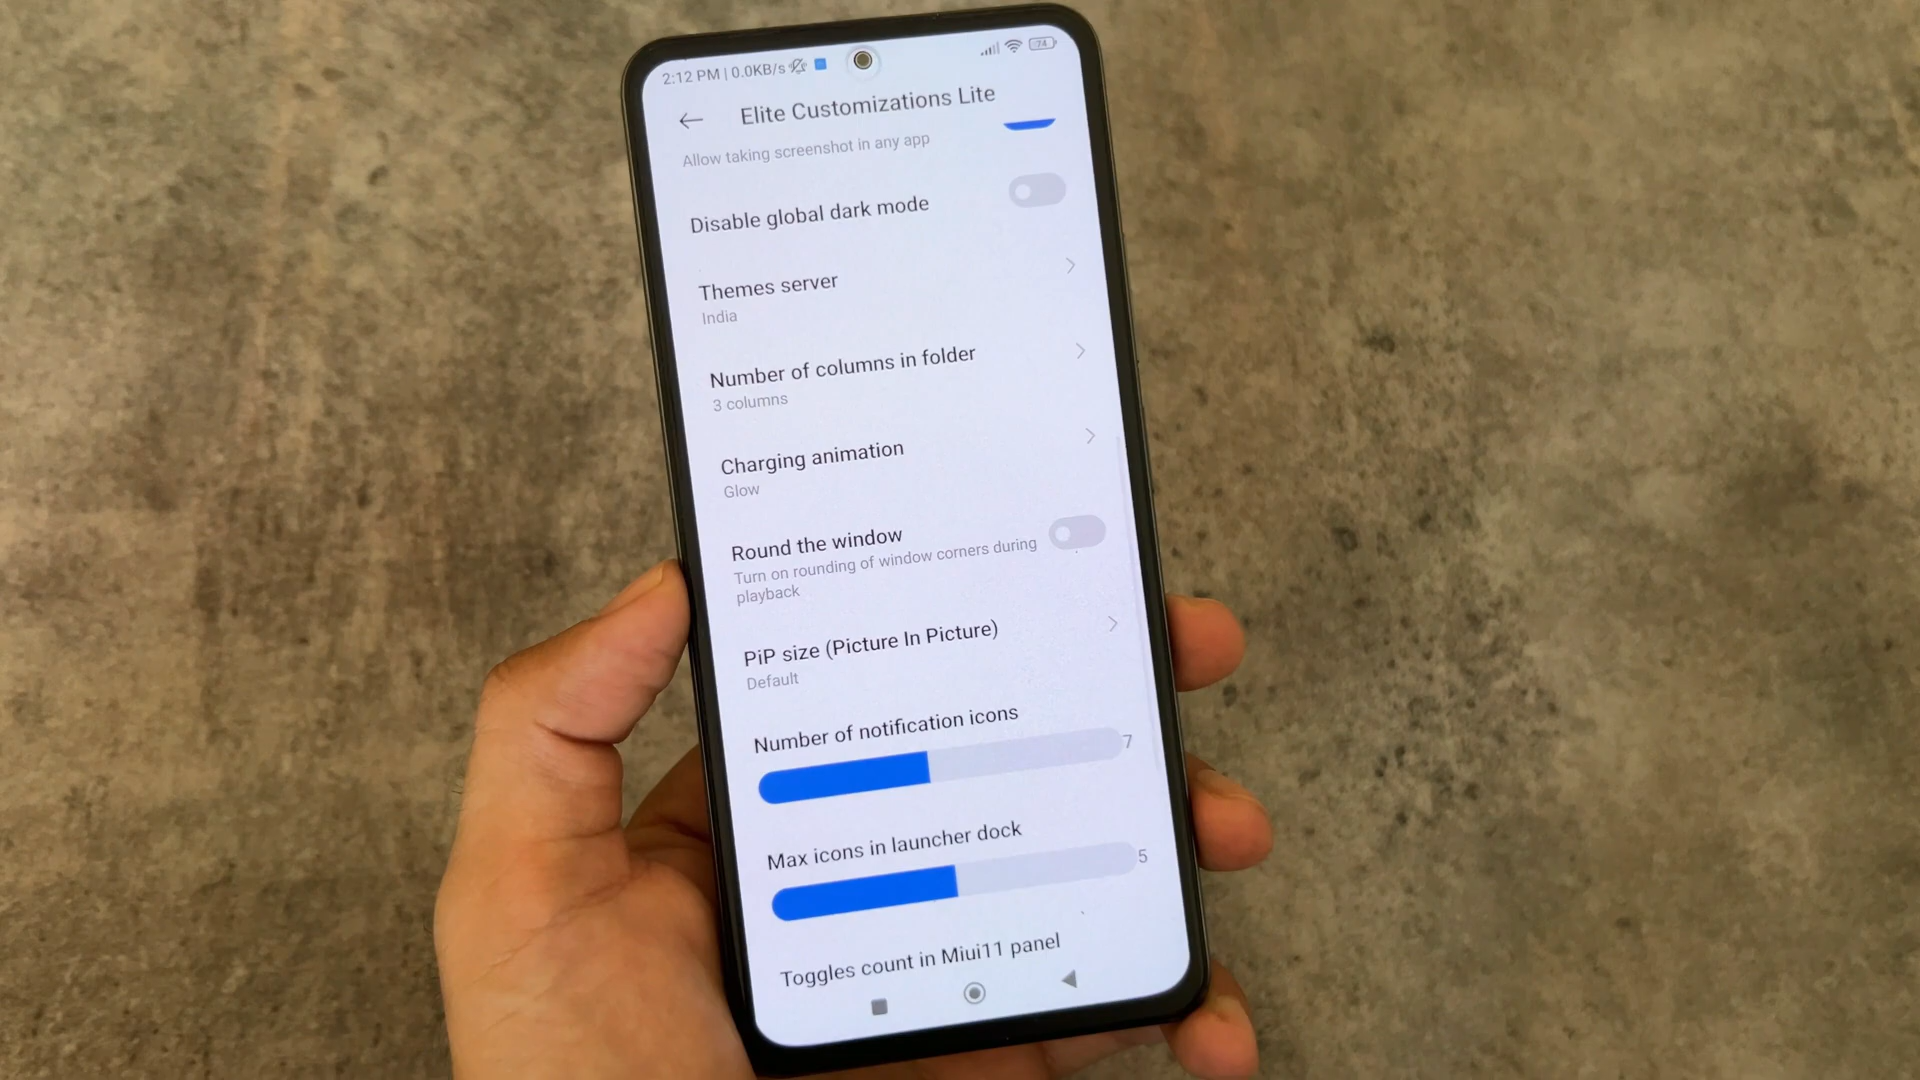 2:12 PM | 0.0KB/s
74
Elite Customizations Lite
Allow taking screenshot in any app
Disable global dark mode
Themes server
India
Number of columns in folder
3 columns
Charging animation
Glow
Round the window
Turn on rounding of window corners during
playback
PiP size (Picture In Picture)
Default
Number of notification icons
7
Max icons in launcher dock
5
Toggles count in Miui11 panel